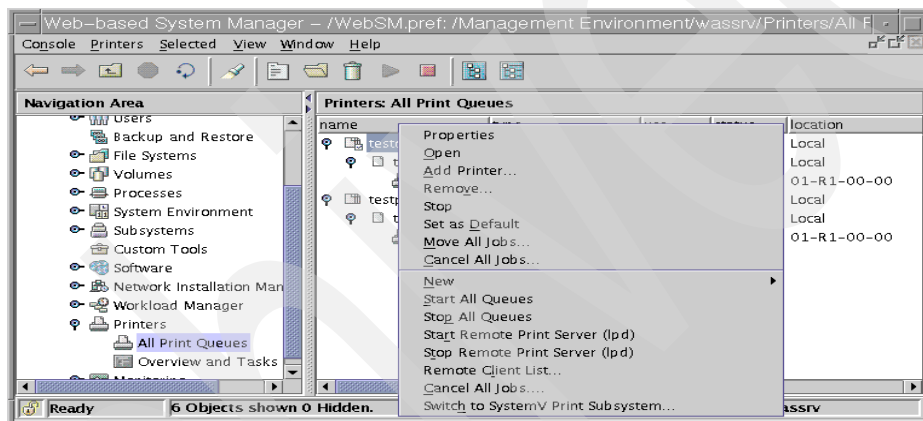 Web-based System Manager - /WebSM.pref: /Management Environment/wassrv/Printers/All
Console Printers Selected View Window Help
Navigation Area
Printers: All Print Queues
Users
Backup and Restore
File Systems
Volumes
Processes
System Environment
Subsystems
Custom Tools
Software
Network Installation Man
Workload Manager
Printers
All Print Queues
Overview and Tasks
name
location
Local
Local
01-R1-00-00
Local
Local
01-R1-00-00
Properties
Open
Add Printer...
Remove...
Stop
Set as Default
Move All Jobs...
Cancel All Jobs...
New
Start All Queues
Stop All Queues
Start Remote Print Server (lpd)
Stop Remote Print Server (lpd)
Remote Client List...
Cancel All Jobs....
Switch to SystemV Print Subsystem...
Ready
6 Objects shown 0 Hidden.